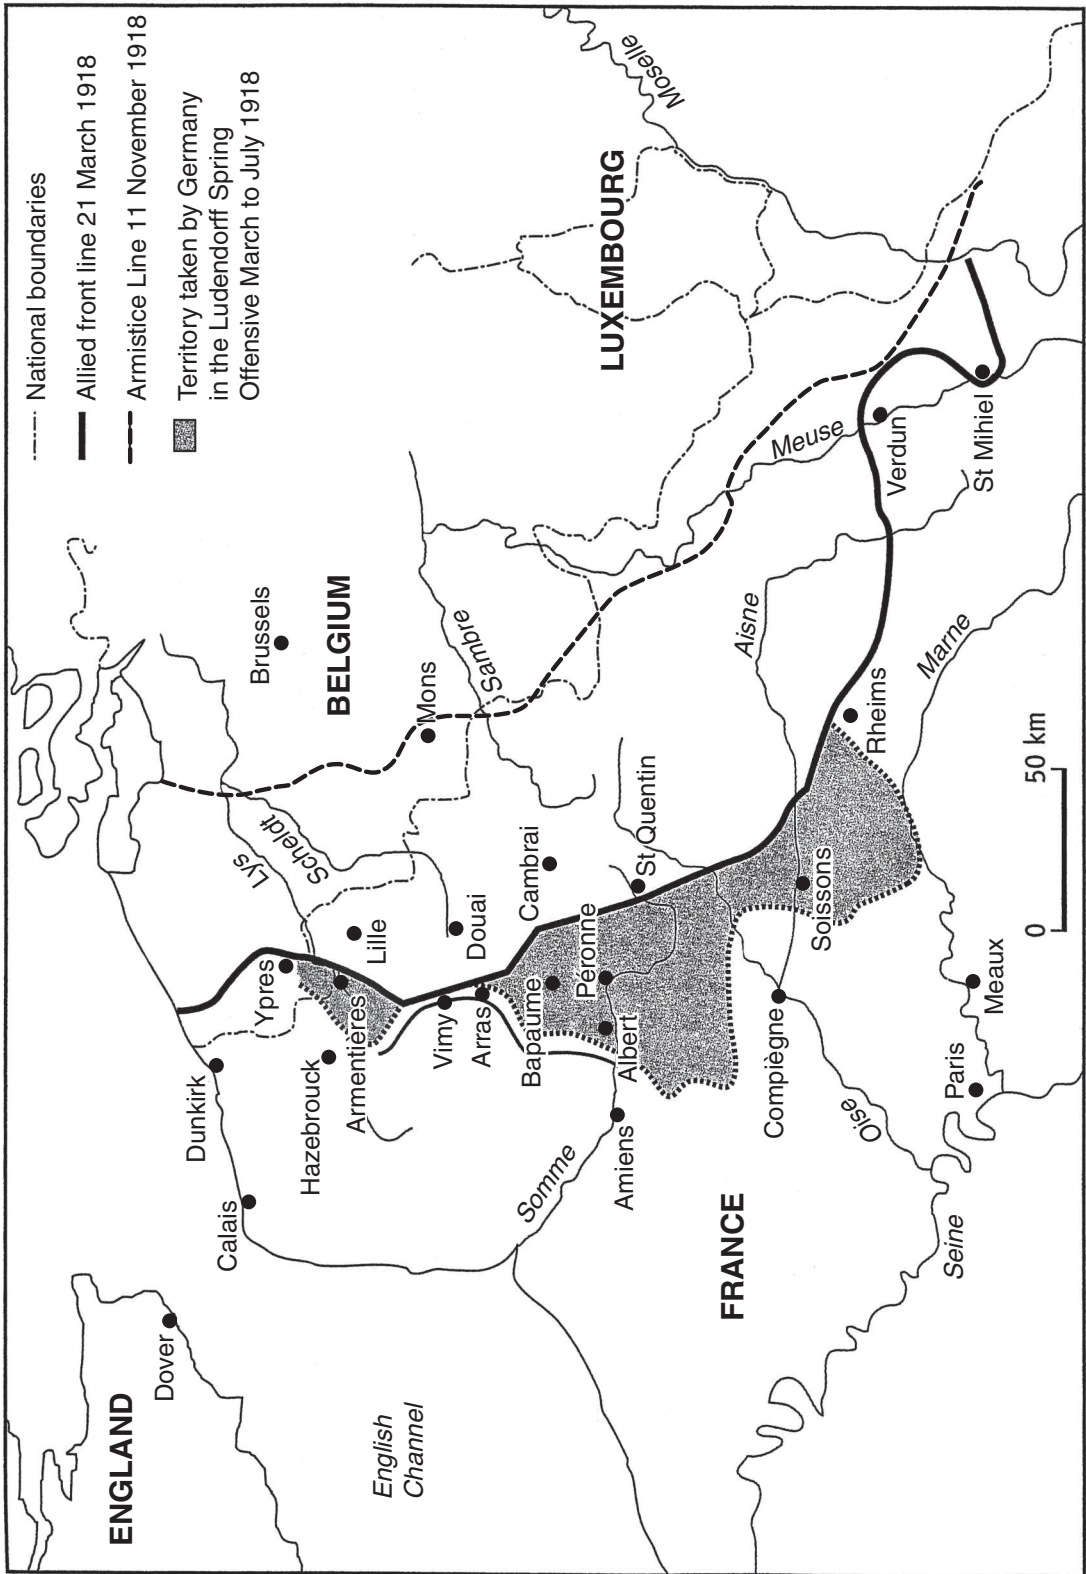 National boundaries
Allied front line 21 March 1918
Armistice Line 11 November 1918
Territory taken by Germany
in the Ludendorff Spring
Offensive March to July 1918
ENGLAND
Dover
English
Channel
Calais
Dunkirk
Hazebrouck
Ypres
Armentières
Lys
Scheldt
Lille
Brussels
BELGIUM
Mons
Sambre
Vimy
Arras
Douai
Bapaume
Cambrai
Péronne
Albert
St Quentin
Somme
Amiens
FRANCE
Compiègne
Oise
Soissons
Aisne
Rheims
Marne
Meaux
Paris
Seine
LUXEMBOURG
Moselle
Meuse
Verdun
St Mihiel
0
50 km